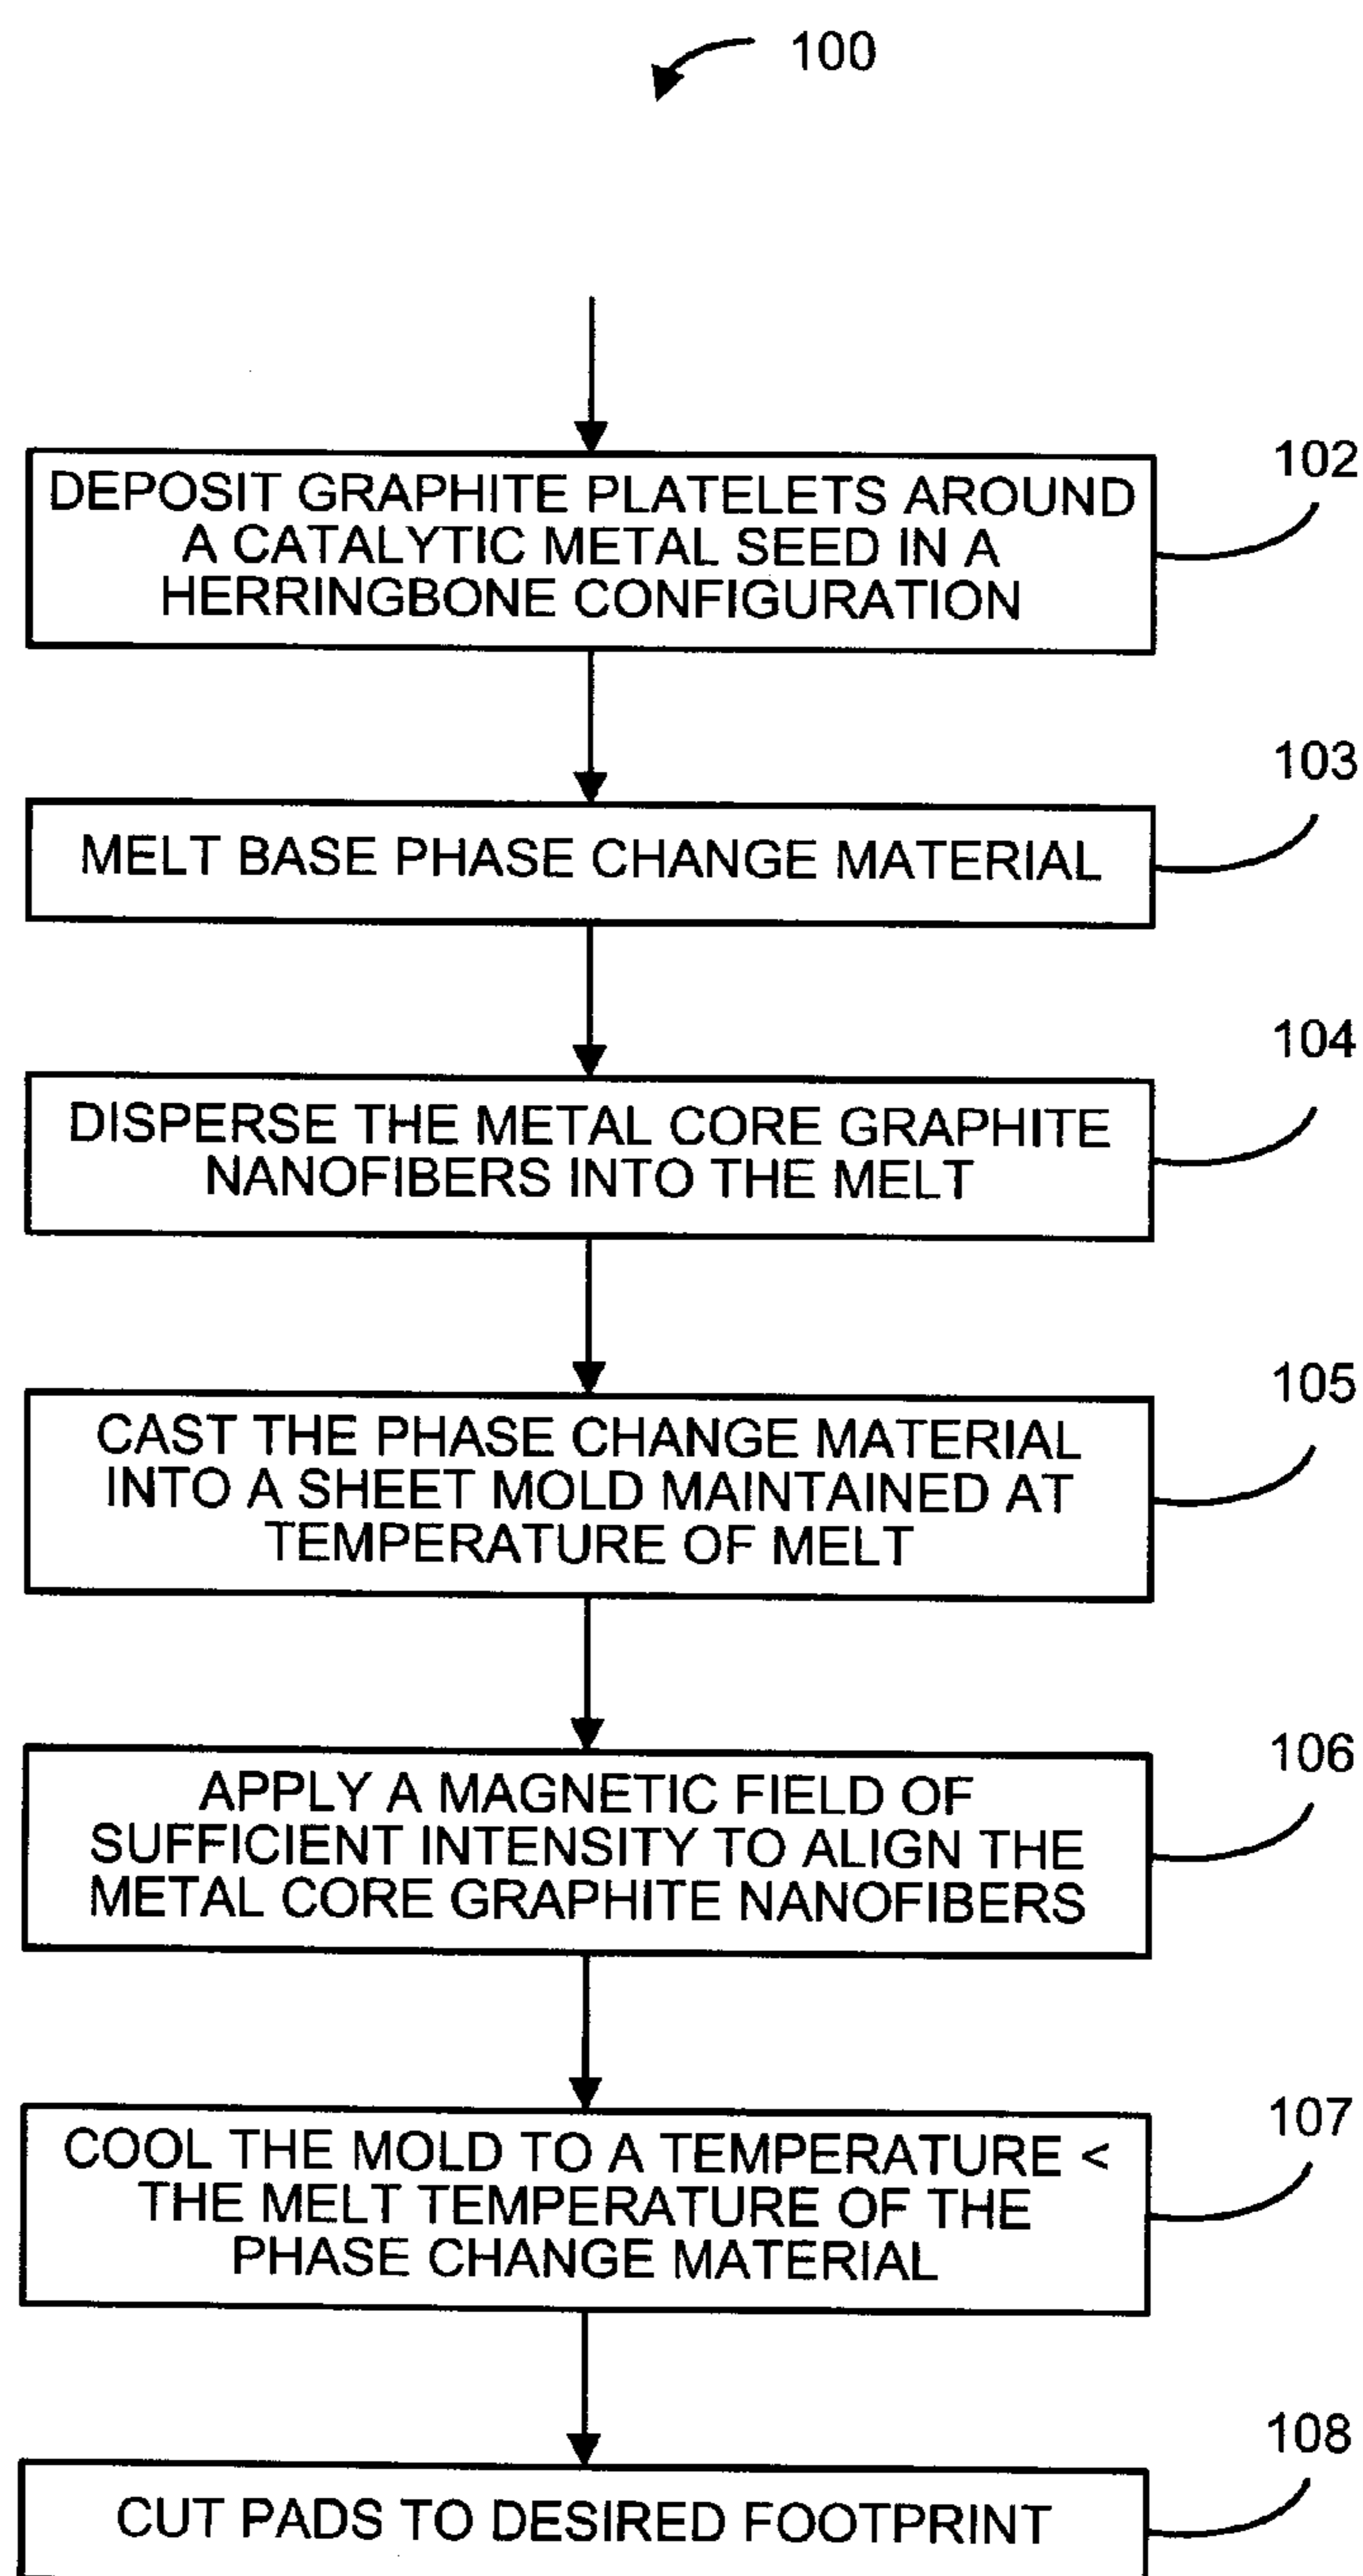 100
102
DEPOSIT GRAPHITE PLATELETS AROUND
A CATALYTIC METAL SEED IN A
HERRINGBONE CONFIGURATION
103
MELT BASE PHASE CHANGE MATERIAL
104
DISPERSE THE METAL CORE GRAPHITE
NANOFIBERS INTO THE MELT
105
CAST THE PHASE CHANGE MATERIAL
INTO A SHEET MOLD MAINTAINED AT
TEMPERATURE OF MELT
106
APPLY A MAGNETIC FIELD OF
SUFFICIENT INTENSITY TO ALIGN THE
METAL CORE GRAPHITE NANOFIBERS
107
COOL THE MOLD TO A TEMPERATURE <
THE MELT TEMPERATURE OF THE
PHASE CHANGE MATERIAL
108
CUT PADS TO DESIRED FOOTPRINT